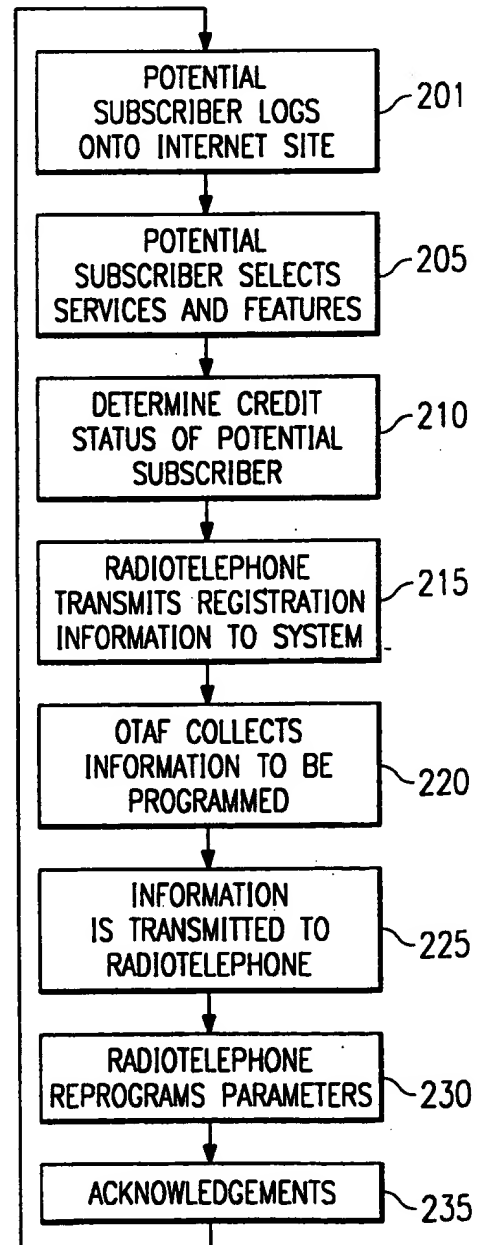 POTENTIAL
SUBSCRIBER LOGS
ONTO INTERNET SITE
201
POTENTIAL
SUBSCRIBER SELECTS
SERVICES AND FEATURES
205
DETERMINE CREDIT
STATUS OF POTENTIAL
SUBSCRIBER
210
RADIOTELEPHONE
TRANSMITS REGISTRATION
INFORMATION TO SYSTEM
215
OTAF COLLECTS
INFORMATION TO BE
PROGRAMMED
220
INFORMATION
IS TRANSMITTED TO
RADIOTELEPHONE
225
RADIOTELEPHONE
REPROGRAMS PARAMETERS
230
ACKNOWLEDGEMENTS
235